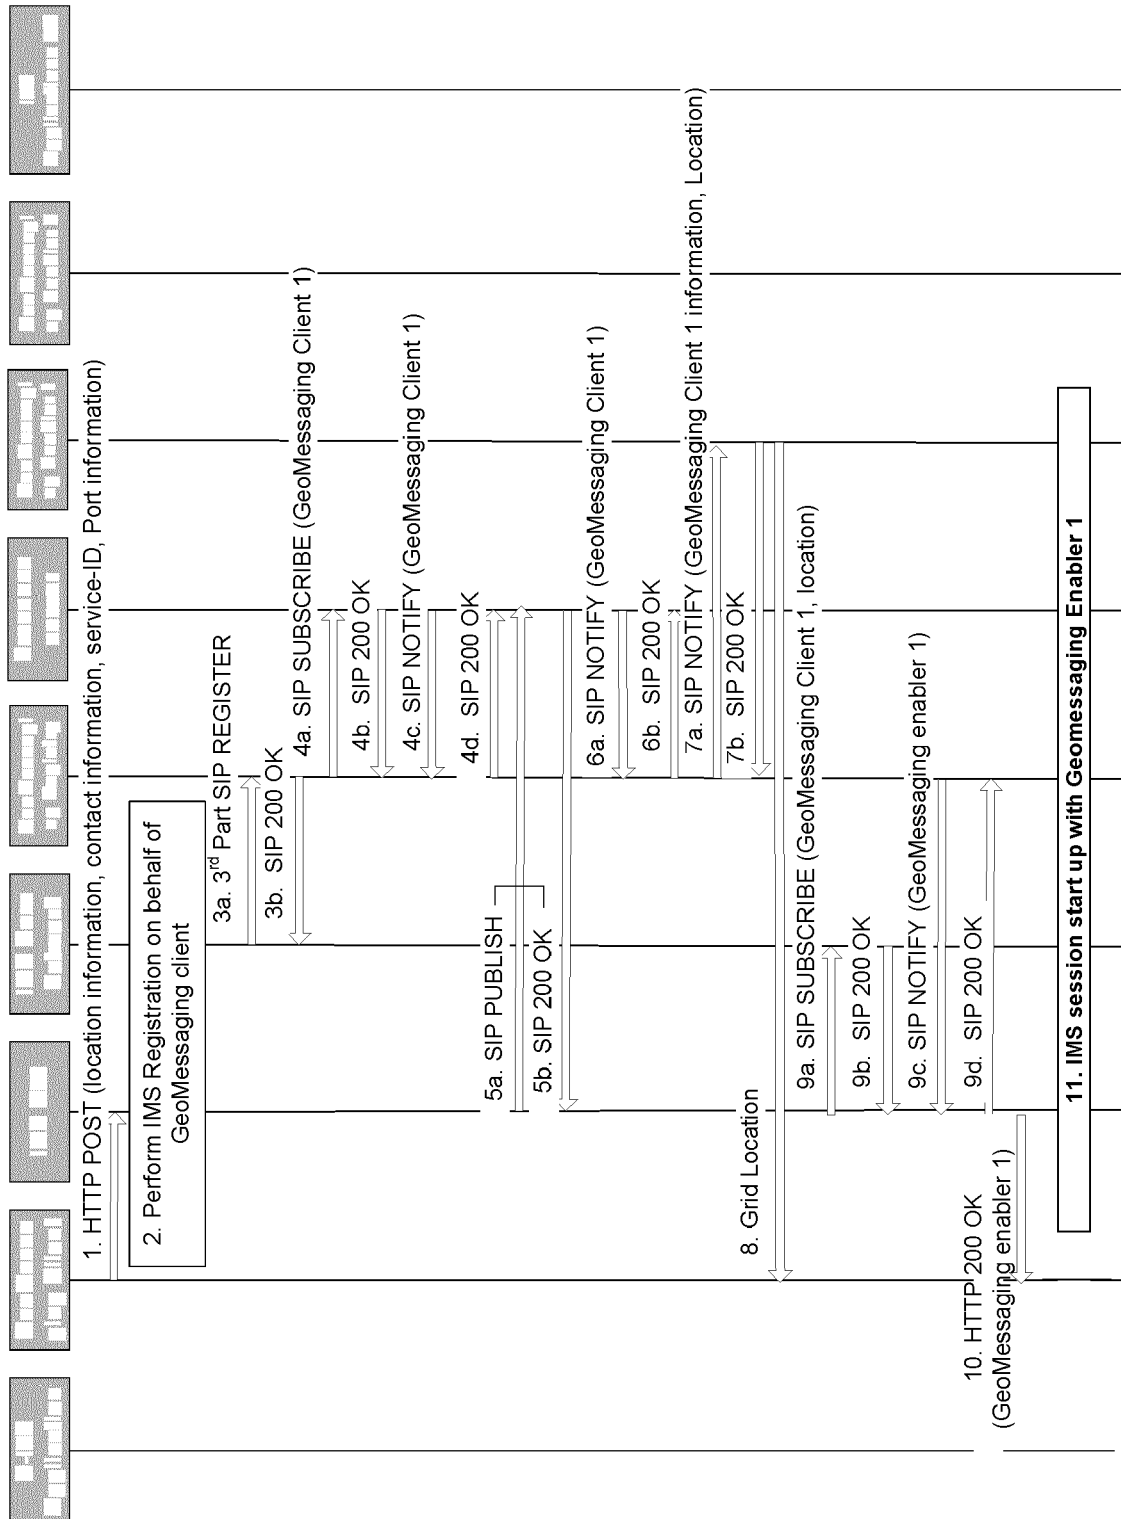 1. HTTP POST (location information, contact information, service-ID, Port information)
2. Perform IMS Registration on behalf of
GeoMessaging client
3a. 3rd Part SIP REGISTER
3b. SIP 200 OK
4a. SIP SUBSCRIBE (GeoMessaging Client 1)
4b. SIP 200 OK
4c. SIP NOTIFY (GeoMessaging Client 1)
4d. SIP 200 OK
5a. SIP PUBLISH
5b. SIP 200 OK
6a. SIP NOTIFY (GeoMessaging Client 1)
6b. SIP 200 OK
7a. SIP NOTIFY (GeoMessaging Client 1 information, Location)
7b. SIP 200 OK
8. Grid Location
9a. SIP SUBSCRIBE (GeoMessaging Client 1, location)
9b. SIP 200 OK
9c. SIP NOTIFY (GeoMessaging enabler 1)
9d. SIP 200 OK
10. HTTP 200 OK
(GeoMessaging enabler 1)
11. IMS session start up with Geomessaging Enabler 1